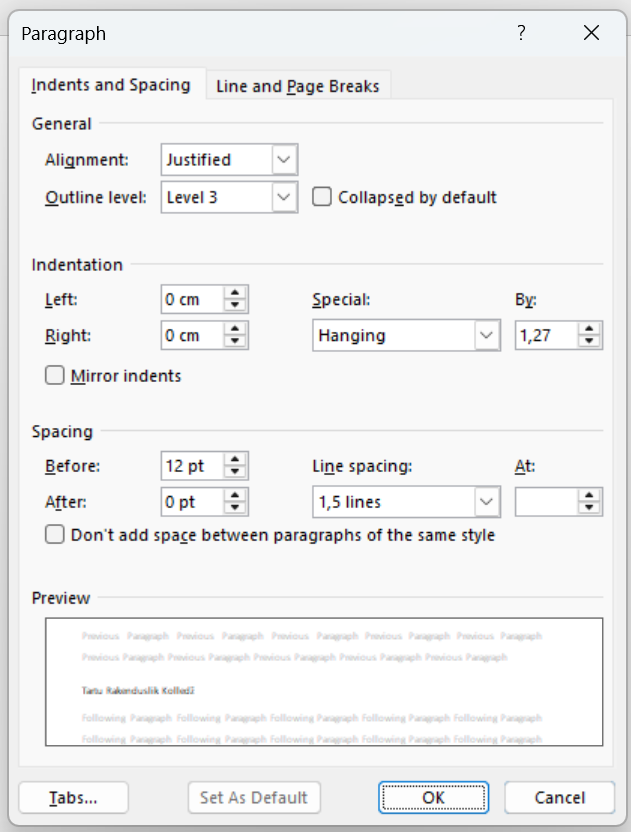 Paragraph ?
Indents and Spacing Line and Page Breaks
General
Alignment: Justified
Outline level: Level 3 Collapsed by default
Indentation
Left: 0 cm Special: By:
Right: 0 cm Hanging 1,27
Mirror indents
Spacing
Before: 12 pt Line spacing: At:
After: 0 pt 1,5 lines
Don't add space between paragraphs of the same style
Preview
Previous Paragraph Previous Paragraph Previous Paragraph Previous Paragraph Previous Paragraph
Previous Paragraph Previous Paragraph Previous Paragraph Previous Paragraph Previous Paragraph
Tartu Rakenduslik Kolledž
Following Paragraph Following Paragraph Following Paragraph Following Paragraph Following Paragraph
Following Paragraph Following Paragraph Following Paragraph Following Paragraph Following Paragraph
Tabs... Set As Default OK Cancel